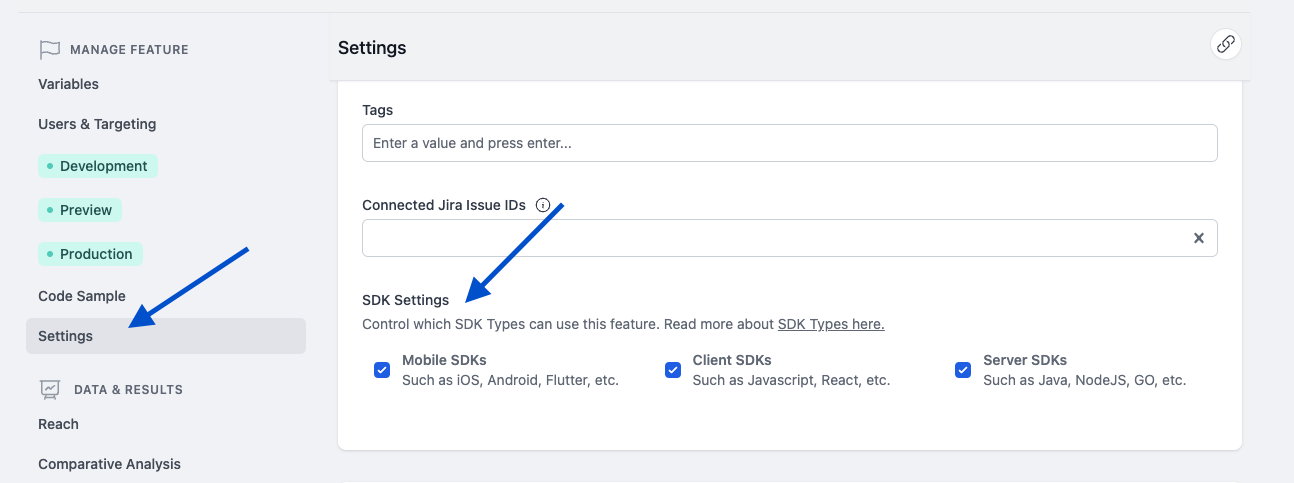 MANAGE FEATURE
Variables
Users & Targeting
Development
Preview
Production
Code Sample
Settings
DATA & RESULTS
Reach
Comparative Analysis
Settings
Tags
Enter a value and press enter...
Connected Jira Issue IDs
SDK Settings
Control which SDK Types can use this feature. Read more about SDK Types here.
Mobile SDKs
Such as iOS, Android, Flutter, etc.
Client SDKs
Such as Javascript, React, etc.
Server SDKs
Such as Java, NodeJS, GO, etc.